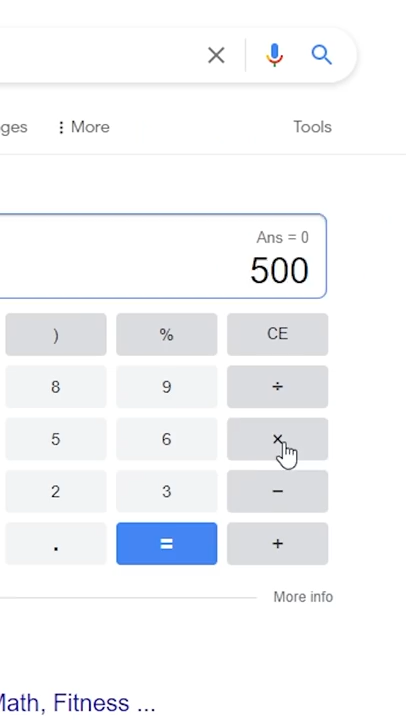 ges More Tools
Ans = 0
500
) % CE
8 9 ÷
5 6 ×
2 3 −
. = +
More info
Math, Fitness ...